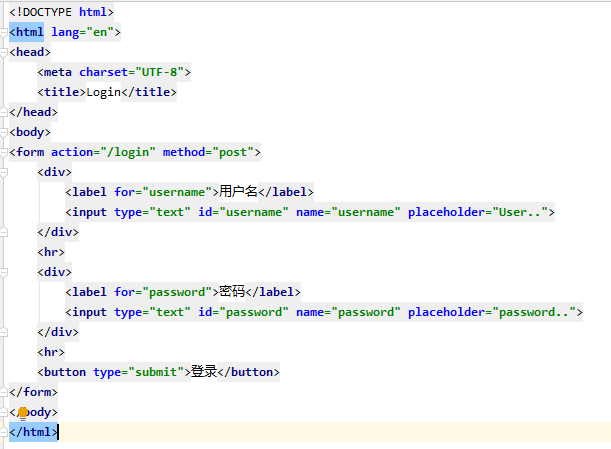 <!DOCTYPE html>
<html lang="en">
<head>
    <meta charset="UTF-8">
    <title>Login</title>
</head>
<body>
<form action="/login" method="post">
    <div>
        <label for="username">用户名</label>
        <input type="text" id="username" name="username" placeholder="User..">
    </div>
    <hr>
    <div>
        <label for="password">密码</label>
        <input type="text" id="password" name="password" placeholder="password..">
    </div>
    <hr>
    <button type="submit">登录</button>
</form>
</body>
</html>